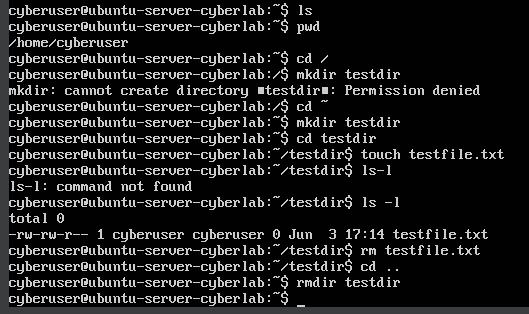 cyberuser@ubuntu-server-cyberlab:~$ ls
cyberuser@ubuntu-server-cyberlab:~$ pwd
/home/cyberuser
cyberuser@ubuntu-server-cyberlab:~$ cd /
cyberuser@ubuntu-server-cyberlab:/$ mkdir testdir
mkdir: cannot create directory ■testdir■: Permission denied
cyberuser@ubuntu-server-cyberlab:/$ cd ~
cyberuser@ubuntu-server-cyberlab:~$ mkdir testdir
cyberuser@ubuntu-server-cyberlab:~$ cd testdir
cyberuser@ubuntu-server-cyberlab:~/testdir$ touch testfile.txt
cyberuser@ubuntu-server-cyberlab:~/testdir$ ls-l
ls-l: command not found
cyberuser@ubuntu-server-cyberlab:~/testdir$ ls -l
total 0
-rw-rw-r-- 1 cyberuser cyberuser 0 Jun  3 17:14 testfile.txt
cyberuser@ubuntu-server-cyberlab:~/testdir$ rm testfile.txt
cyberuser@ubuntu-server-cyberlab:~/testdir$ cd ..
cyberuser@ubuntu-server-cyberlab:~$ rmdir testdir
cyberuser@ubuntu-server-cyberlab:~$ _